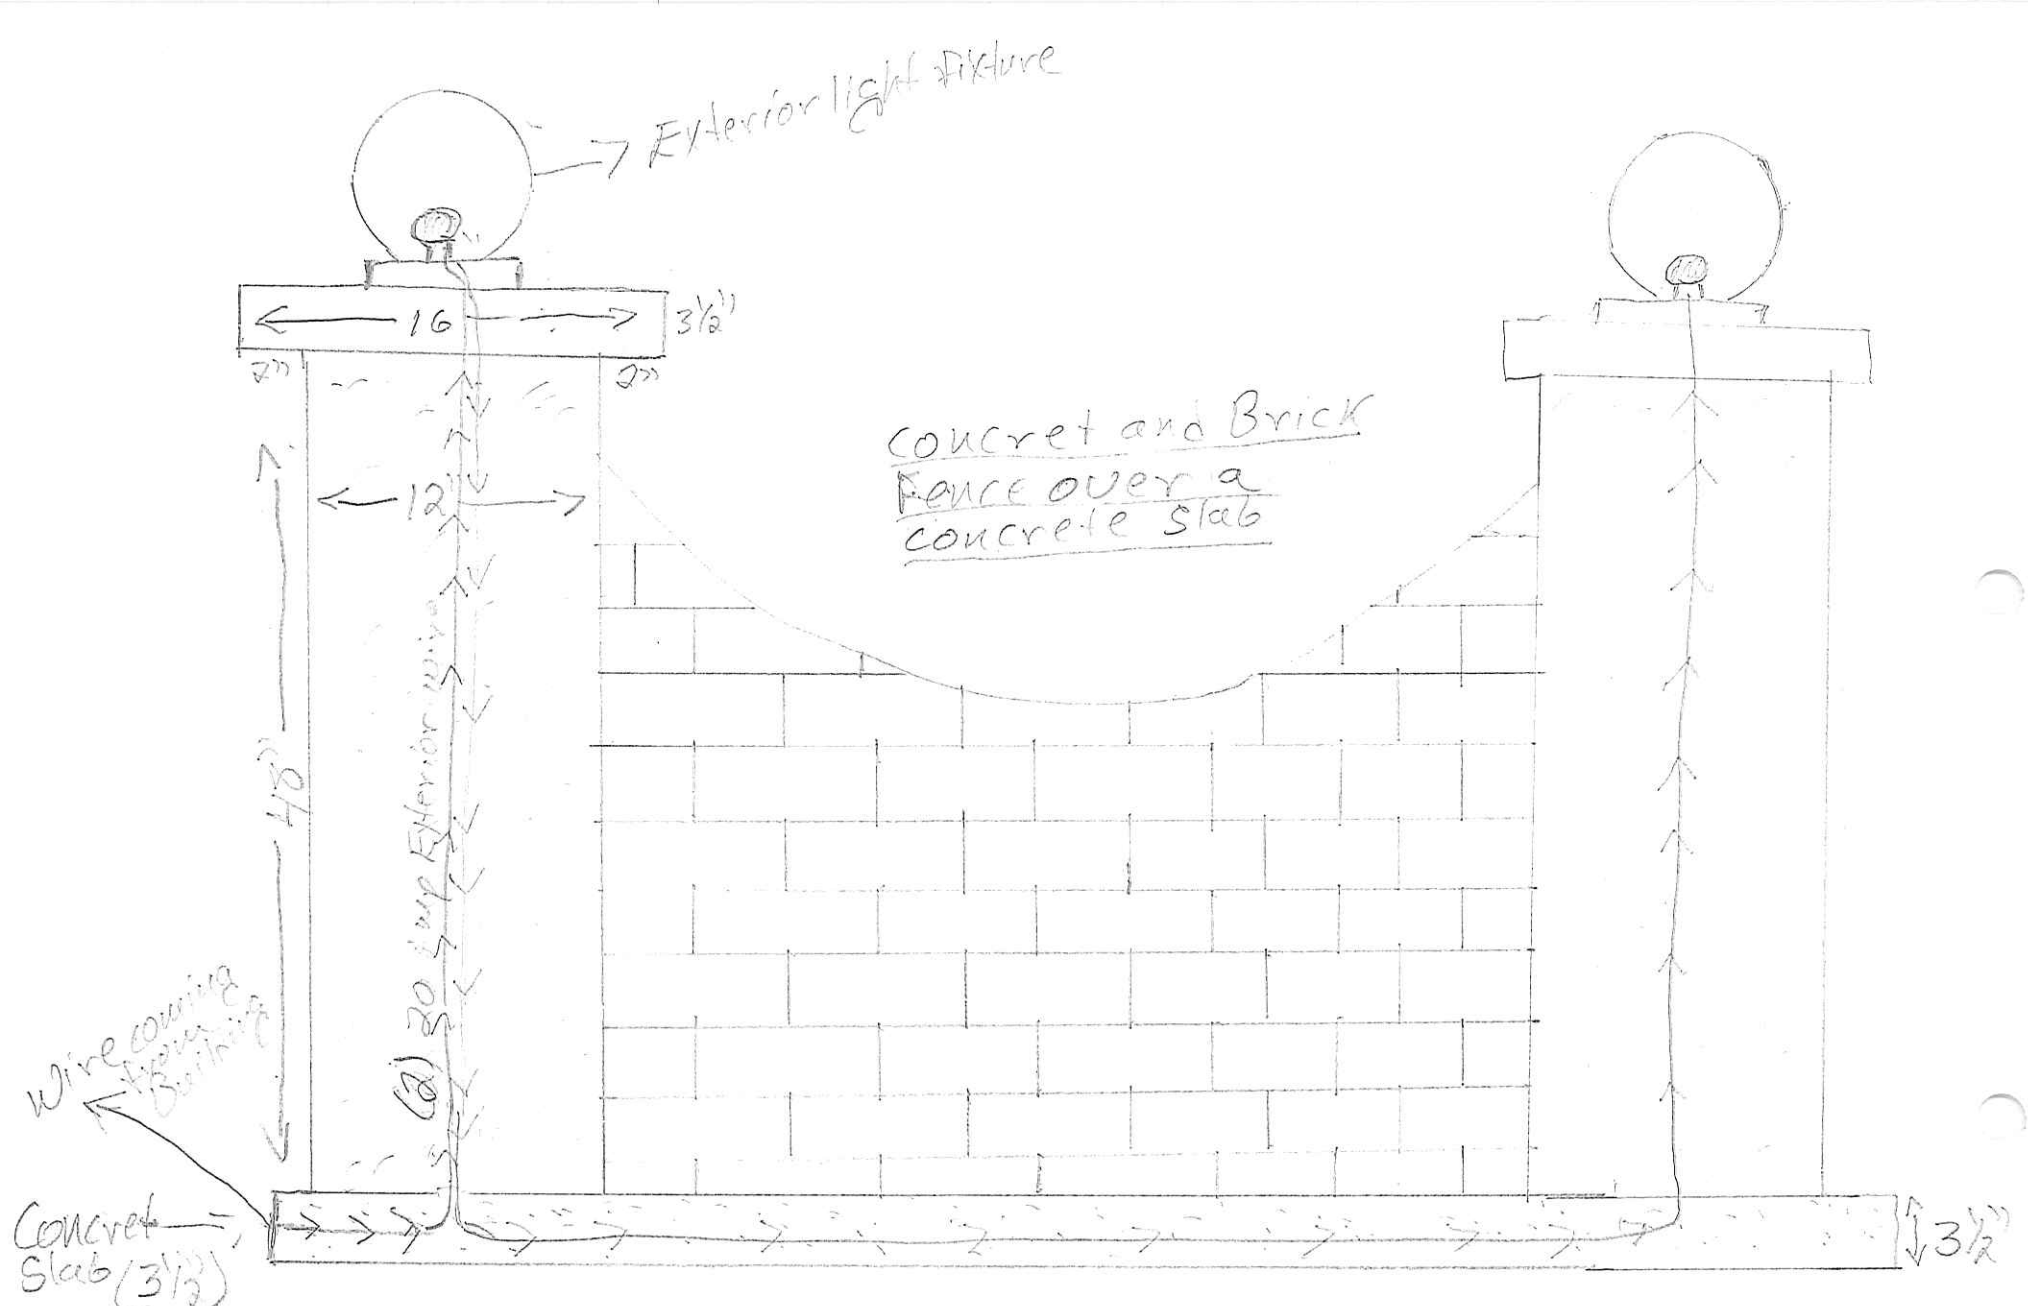 Exterior light Fixture
16
3½"
2"
2"
Concret and Brick
Fence over a
concrete slab
12"
48"
(2) 20 Amp Exterior wire
Wire coming
from
Building
Concret
Slab (3½")
3½"